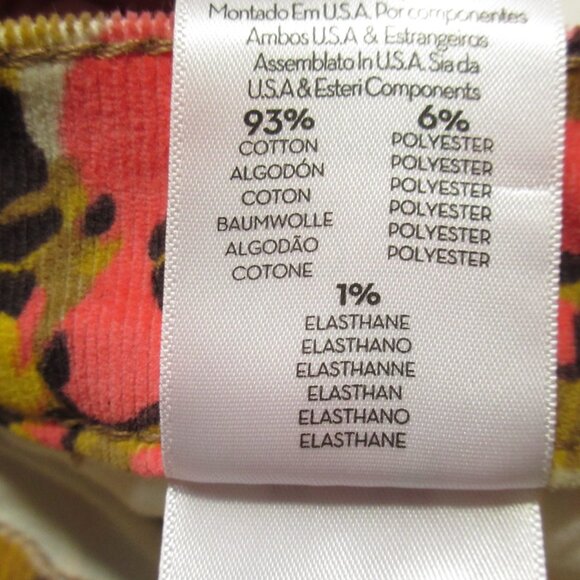 Montado Em U.S.A. Por componentes
Ambos U.S.A & Estrangeiros
Assemblato In U.S.A. Sia da
U.S.A & Esteri Components
93%
COTTON
ALGODÓN
COTON
BAUMWOLLE
ALGODÃO
COTONE
6%
POLYESTER
POLYESTER
POLYESTER
POLYESTER
POLYESTER
POLYESTER
1%
ELASTHANE
ELASTHANO
ELASTHANNE
ELASTHAN
ELASTHANO
ELASTHANE